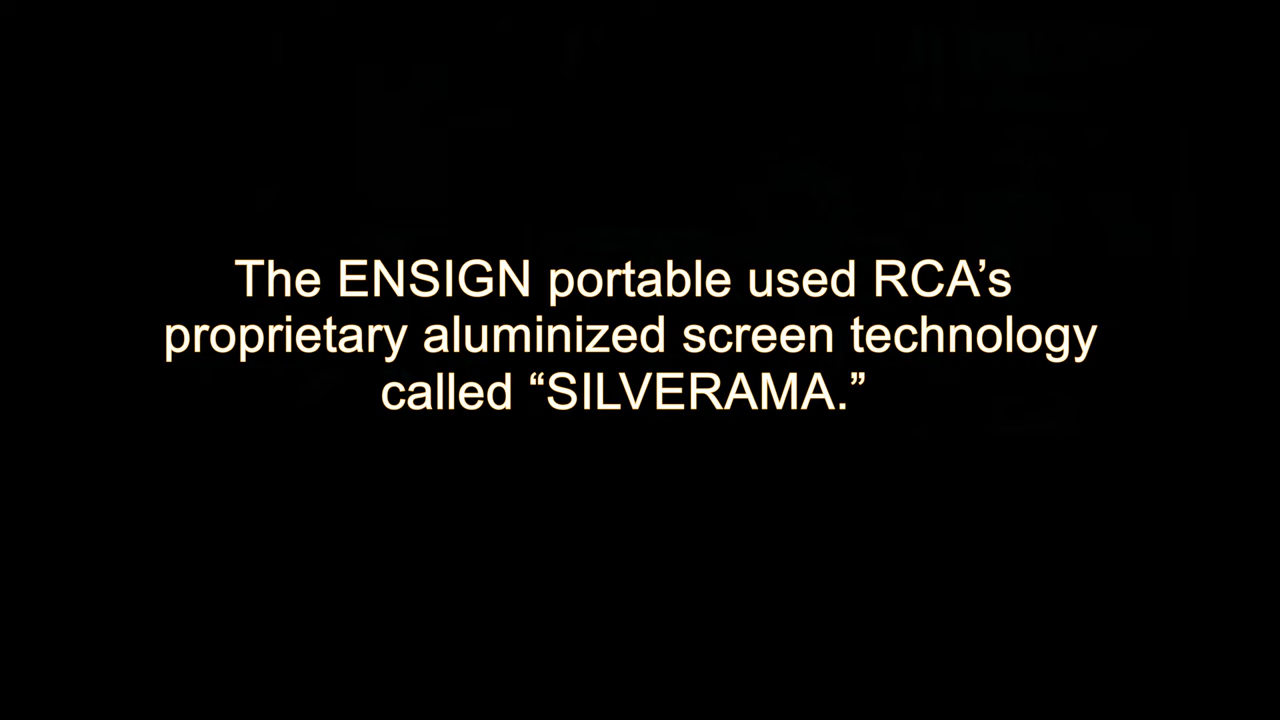 The ENSIGN portable used RCA’s
proprietary aluminized screen technology
called “SILVERAMA.”